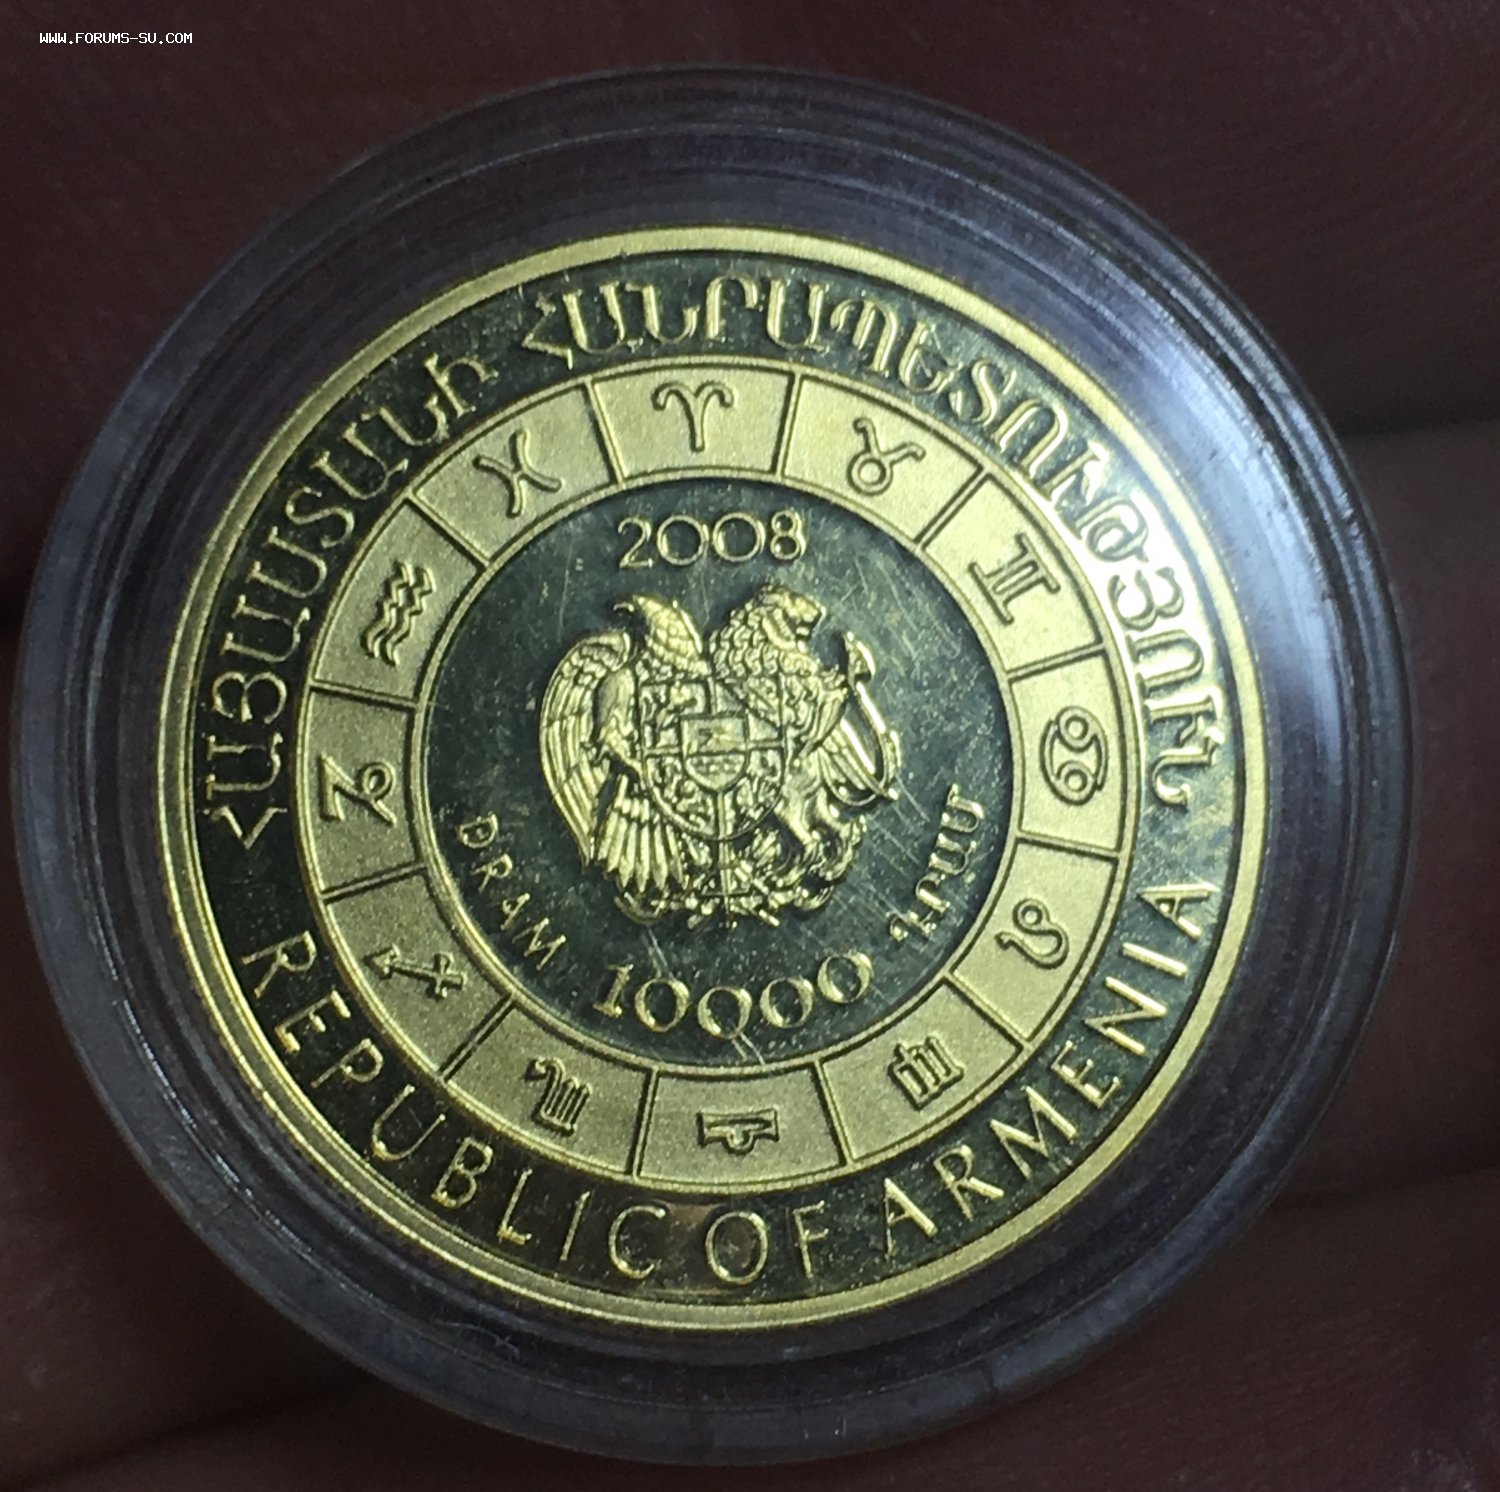 WWW.FORUMS-SU.COM
ՀԱՅԱՍՏԱՆԻ ՀԱՆՐԱՊԵՏՈՒԹՅՈՒՆ
2008
DRAM 10000 ԴՐԱՄ
REPUBLIC OF ARMENIA